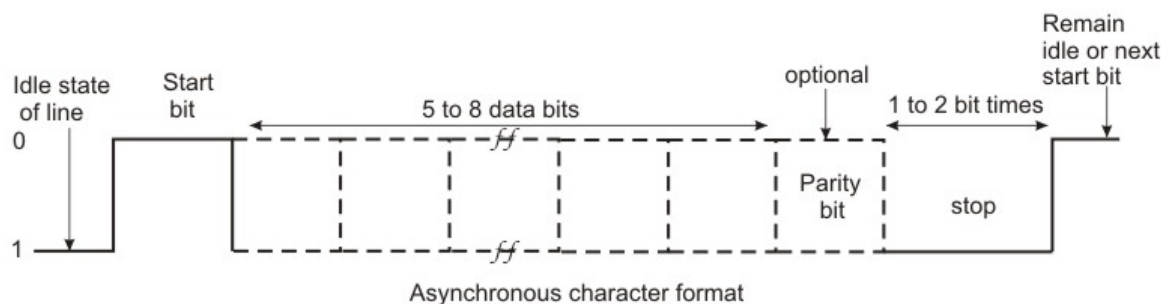 Remain
idle or next
start bit
Idle state
of line
Start
bit
optional
5 to 8 data bits
1 to 2 bit times
0
Parity
bit
stop
1
Asynchronous character format